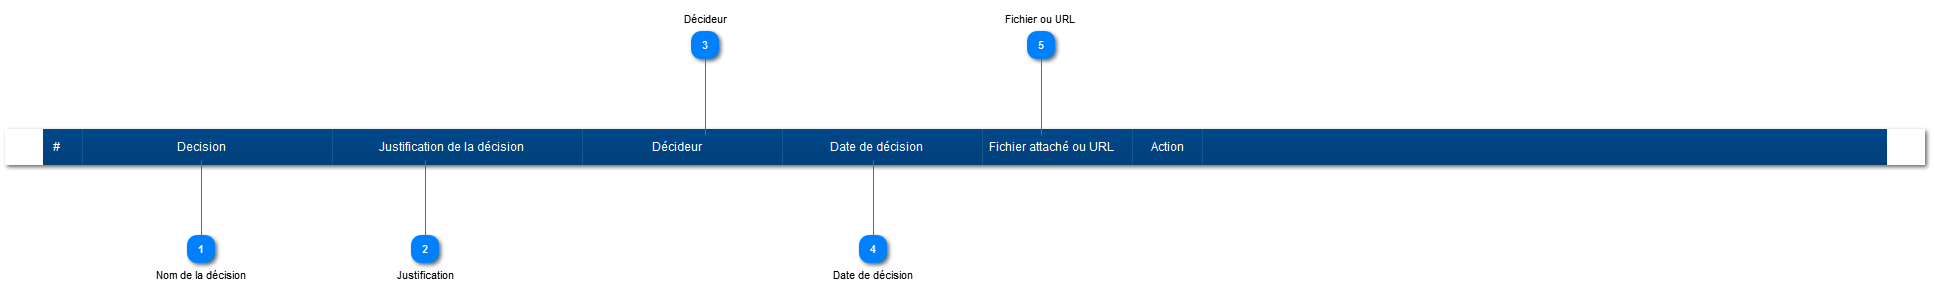 Décideur
Fichier ou URL
3
5
# Decision Justification de la décision Décideur Date de décision Fichier attaché ou URL Action
1
2
4
Nom de la décision
Justification
Date de décision